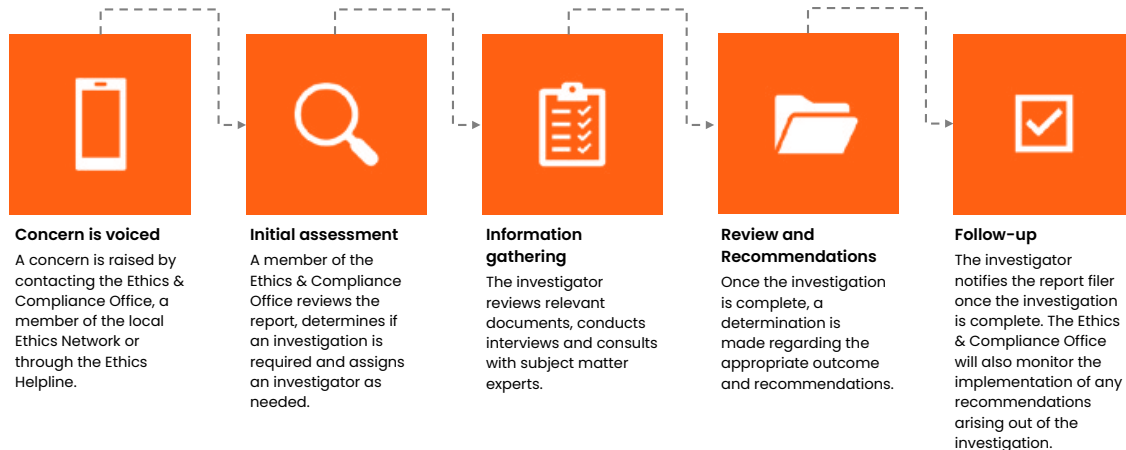 Concern is voiced
A concern is raised by
contacting the Ethics &
Compliance Office, a
member of the local
Ethics Network or
through the Ethics
Helpline.
Initial assessment
A member of the
Ethics & Compliance
Office reviews the
report, determines if
an investigation is
required and assigns
an investigator as
needed.
Information
gathering
The investigator
reviews relevant
documents, conducts
interviews and consults
with subject matter
experts.
Review and
Recommendations
Once the investigation
is complete, a
determination is
made regarding the
appropriate outcome
and recommendations.
Follow-up
The investigator
notifies the report filer
once the investigation
is complete. The Ethics
& Compliance Office
will also monitor the
implementation of any
recommendations
arising out of the
investigation.